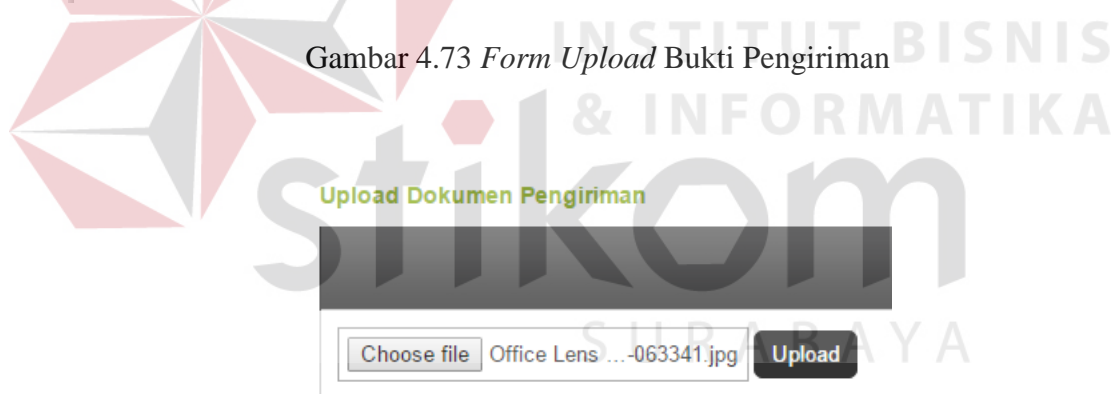 INSTITUT BISNIS
Gambar 4.73 Form Upload Bukti Pengiriman
& INFORMATIKA
stikom
Upload Dokumen Pengiriman
SURABAYA
Choose file Office Lens ...-063341.jpg Upload